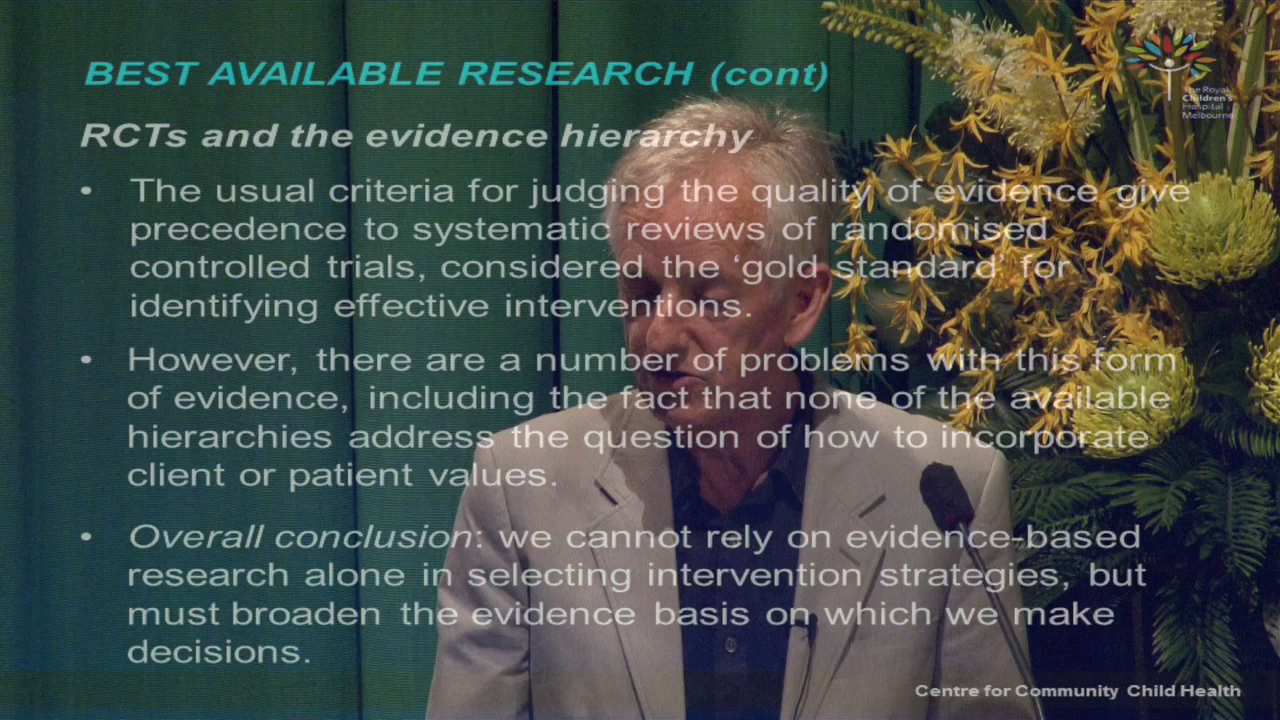 BEST AVAILABLE RESEARCH (cont)
The Royal
Children's
Hospital
Melbourne
RCTs and the evidence hierarchy
• The usual criteria for judging the quality of evidence give
precedence to systematic reviews of randomised
controlled trials, considered the ‘gold standard’ for
identifying effective interventions.
• However, there are a number of problems with this form
of evidence, including the fact that none of the available
hierarchies address the question of how to incorporate
client or patient values.
• Overall conclusion: we cannot rely on evidence-based
research alone in selecting intervention strategies, but
must broaden the evidence basis on which we make
decisions.
Centre for Community Child Health